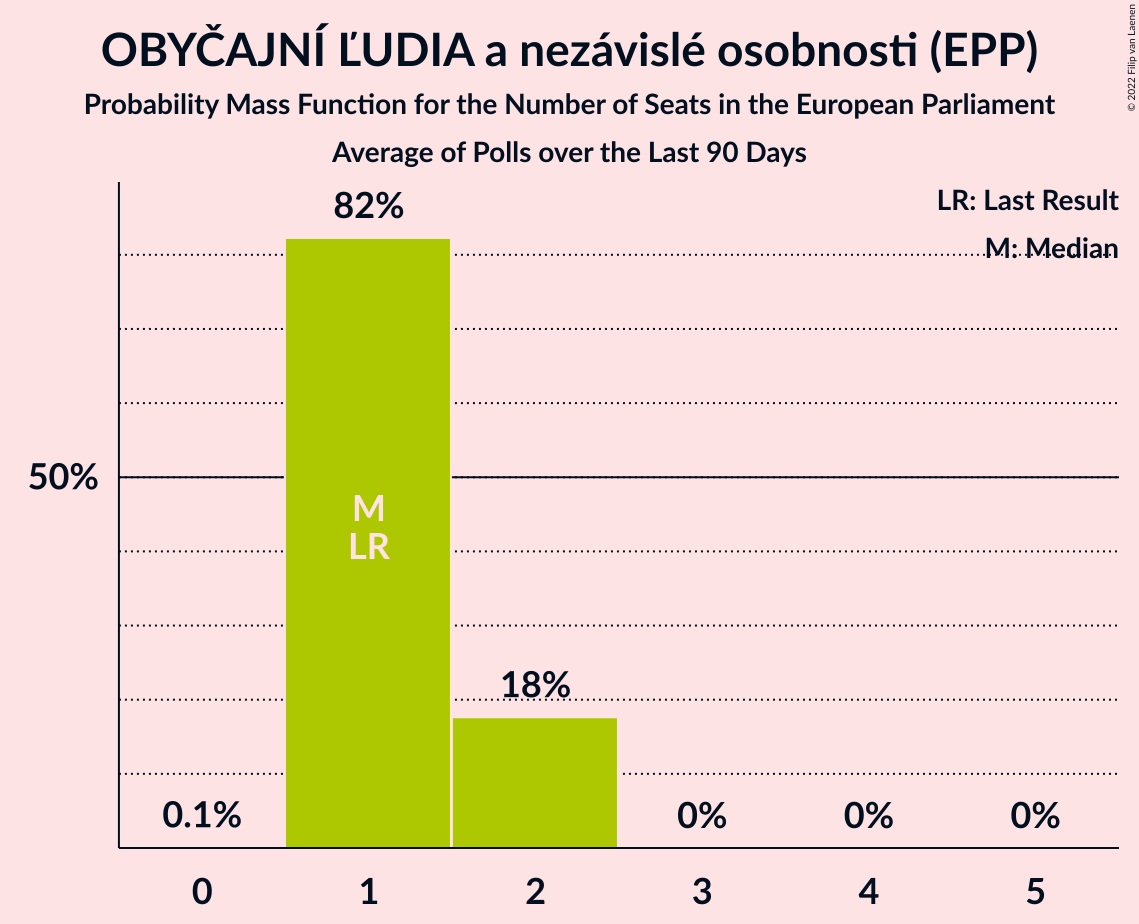 OBYČAJNÍ ĽUDIA a nezávislé osobnosti (EPP)
Probability Mass Function for the Number of Seats in the European Parliament
Average of Polls over the Last 90 Days
© 2022 Filip van Laenen
LR: Last Result
M: Median
82%
50%
M
LR
18%
0.1%
0%
0%
0%
0 1 2 3 4 5